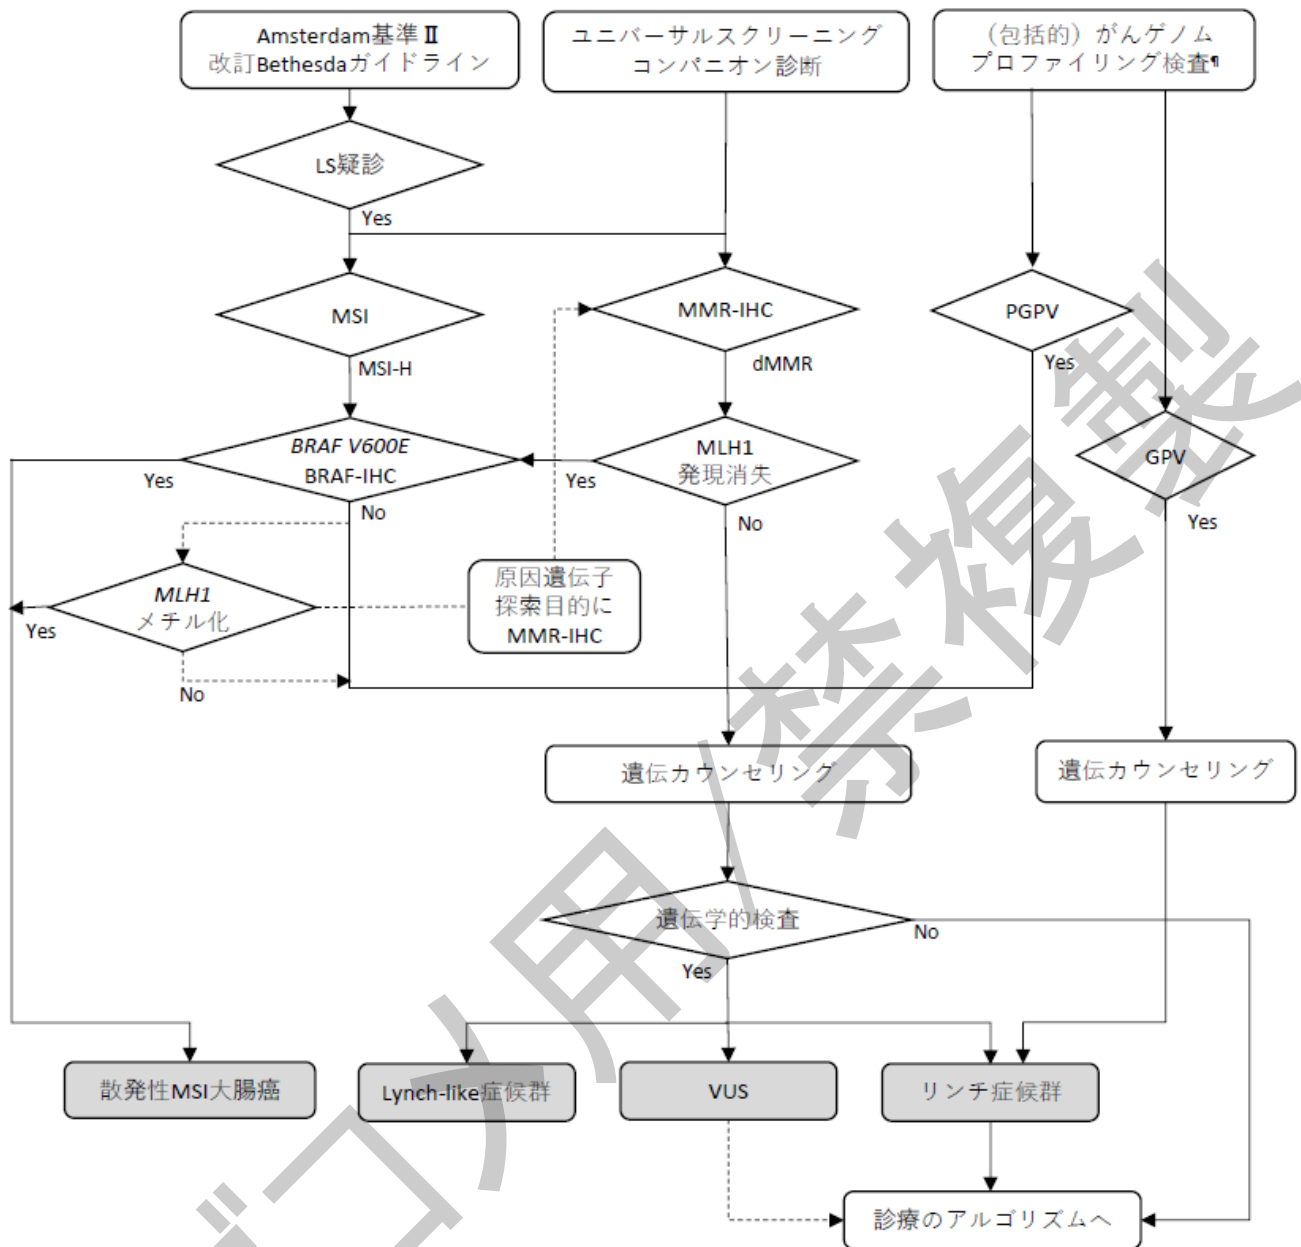 Amsterdam基準Ⅱ
改訂Bethesdaガイドライン
ユニバーサルスクリーニング
コンパニオン診断
（包括的）がんゲノム
プロファイリング検査¶
LS疑診
Yes
MSI
MMR-IHC
PGPV
MSI-H
dMMR
Yes
BRAF V600E
BRAF-IHC
MLH1
発現消失
GPV
Yes
Yes
No
No
Yes
MLH1
メチル化
原因遺伝子
探索目的に
MMR-IHC
Yes
No
遺伝カウンセリング
遺伝カウンセリング
遺伝学的検査
No
Yes
散発性MSI大腸癌
Lynch-like症候群
VUS
リンチ症候群
診療のアルゴリズムへ
コメ用/禁複製